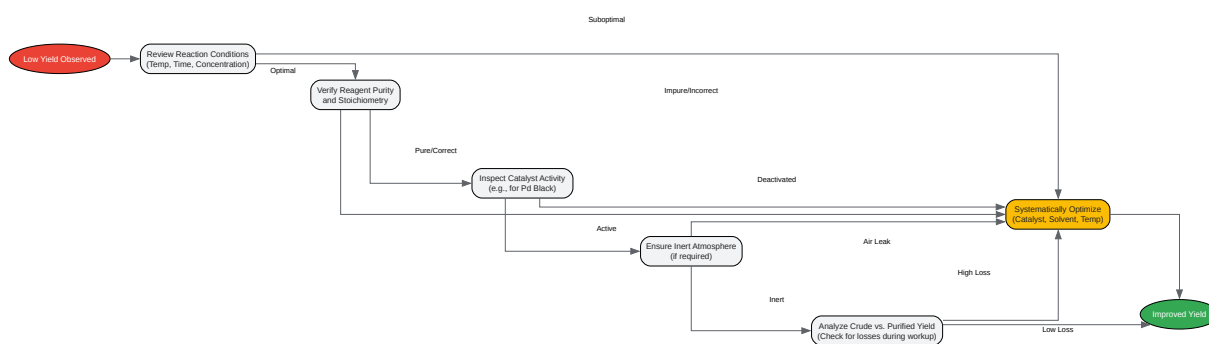 Suboptimal
Low Yield Observed
Review Reaction Conditions
(Temp, Time, Concentration)
Optimal
Verify Reagent Purity
and Stoichiometry
Impure/Incorrect
Pure/Correct
Inspect Catalyst Activity
(e.g., for Pd Black)
Deactivated
Systematically Optimize
(Catalyst, Solvent, Temp)
Active
Ensure Inert Atmosphere
(if required)
Air Leak
High Loss
Inert
Improved Yield
Analyze Crude vs. Purified Yield
(Check for losses during workup)
Low Loss